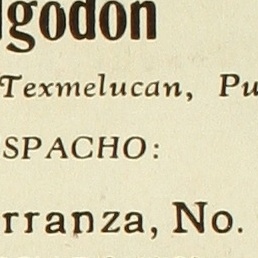 lgodon
Texmelucan, Pu
SPACHO:
rranza, No.